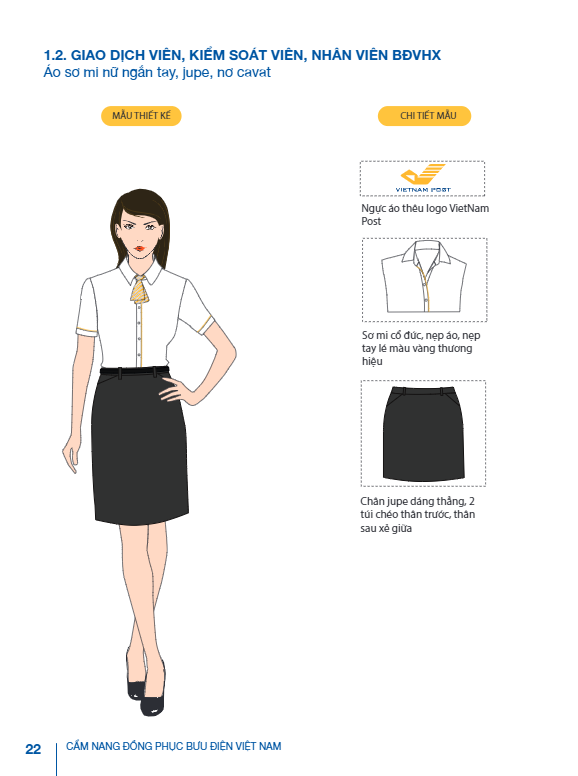 1.2. GIAO DỊCH VIÊN, KIỂM SOÁT VIÊN, NHÂN VIÊN BĐVHX
Áo sơ mi nữ ngắn tay, jupe, nơ cavat
MẪU THIẾT KẾ
CHI TIẾT MẪU
VIETNAM POST
Ngực áo thêu logo VietNam
Post
Sơ mi cổ đức, nẹp áo, nẹp
tay lé màu vàng thương
hiệu
Chân jupe dáng thẳng, 2
túi chéo thân trước, thân
sau xẻ giữa
22
CẨM NANG ĐỒNG PHỤC BƯU ĐIỆN VIỆT NAM